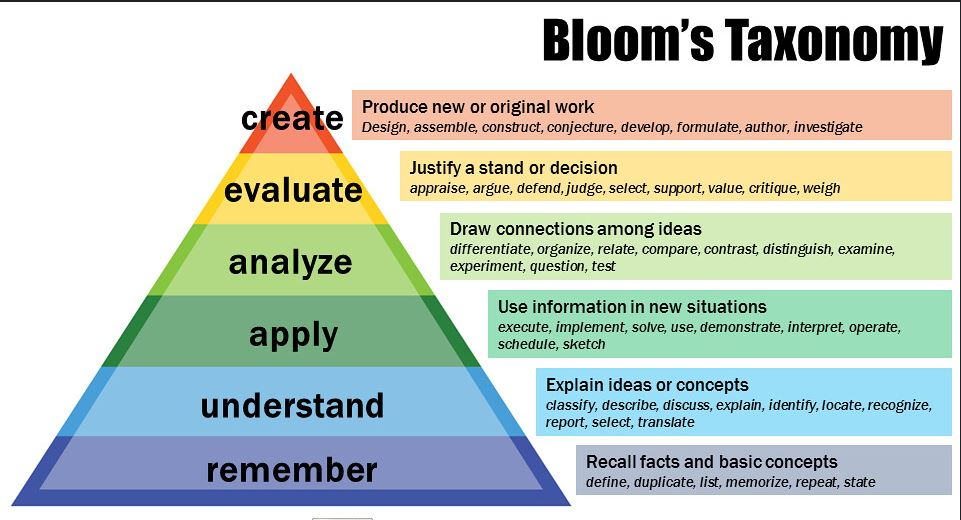 Bloom's Taxonomy
create
Produce new or original work
Design, assemble, construct, conjecture, develop, formulate, author, investigate
evaluate
Justify a stand or decision
appraise, argue, defend, judge, select, support, value, critique, weigh
analyze
Draw connections among ideas
differentiate, organize, relate, compare, contrast, distinguish, examine,
experiment, question, test
apply
Use information in new situations
execute, implement, solve, use, demonstrate, interpret, operate,
schedule, sketch
understand
Explain ideas or concepts
classify, describe, discuss, explain, identify, locate, recognize,
report, select, translate
remember
Recall facts and basic concepts
define, duplicate, list, memorize, repeat, state